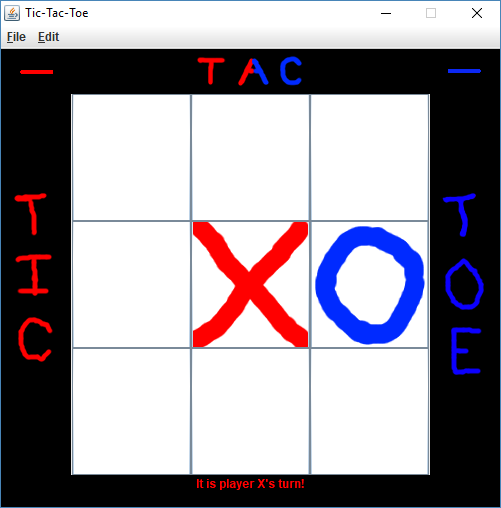 Tic-Tac-Toe
File Edit
— TAC —
TIC
X O
TOE
It is player X's turn!